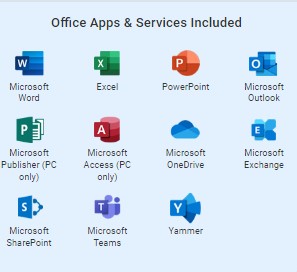 Office Apps & Services Included
Microsoft Word
Excel
PowerPoint
Microsoft Outlook
Microsoft Publisher (PC only)
Microsoft Access (PC only)
Microsoft OneDrive
Microsoft Exchange
Microsoft SharePoint
Microsoft Teams
Yammer